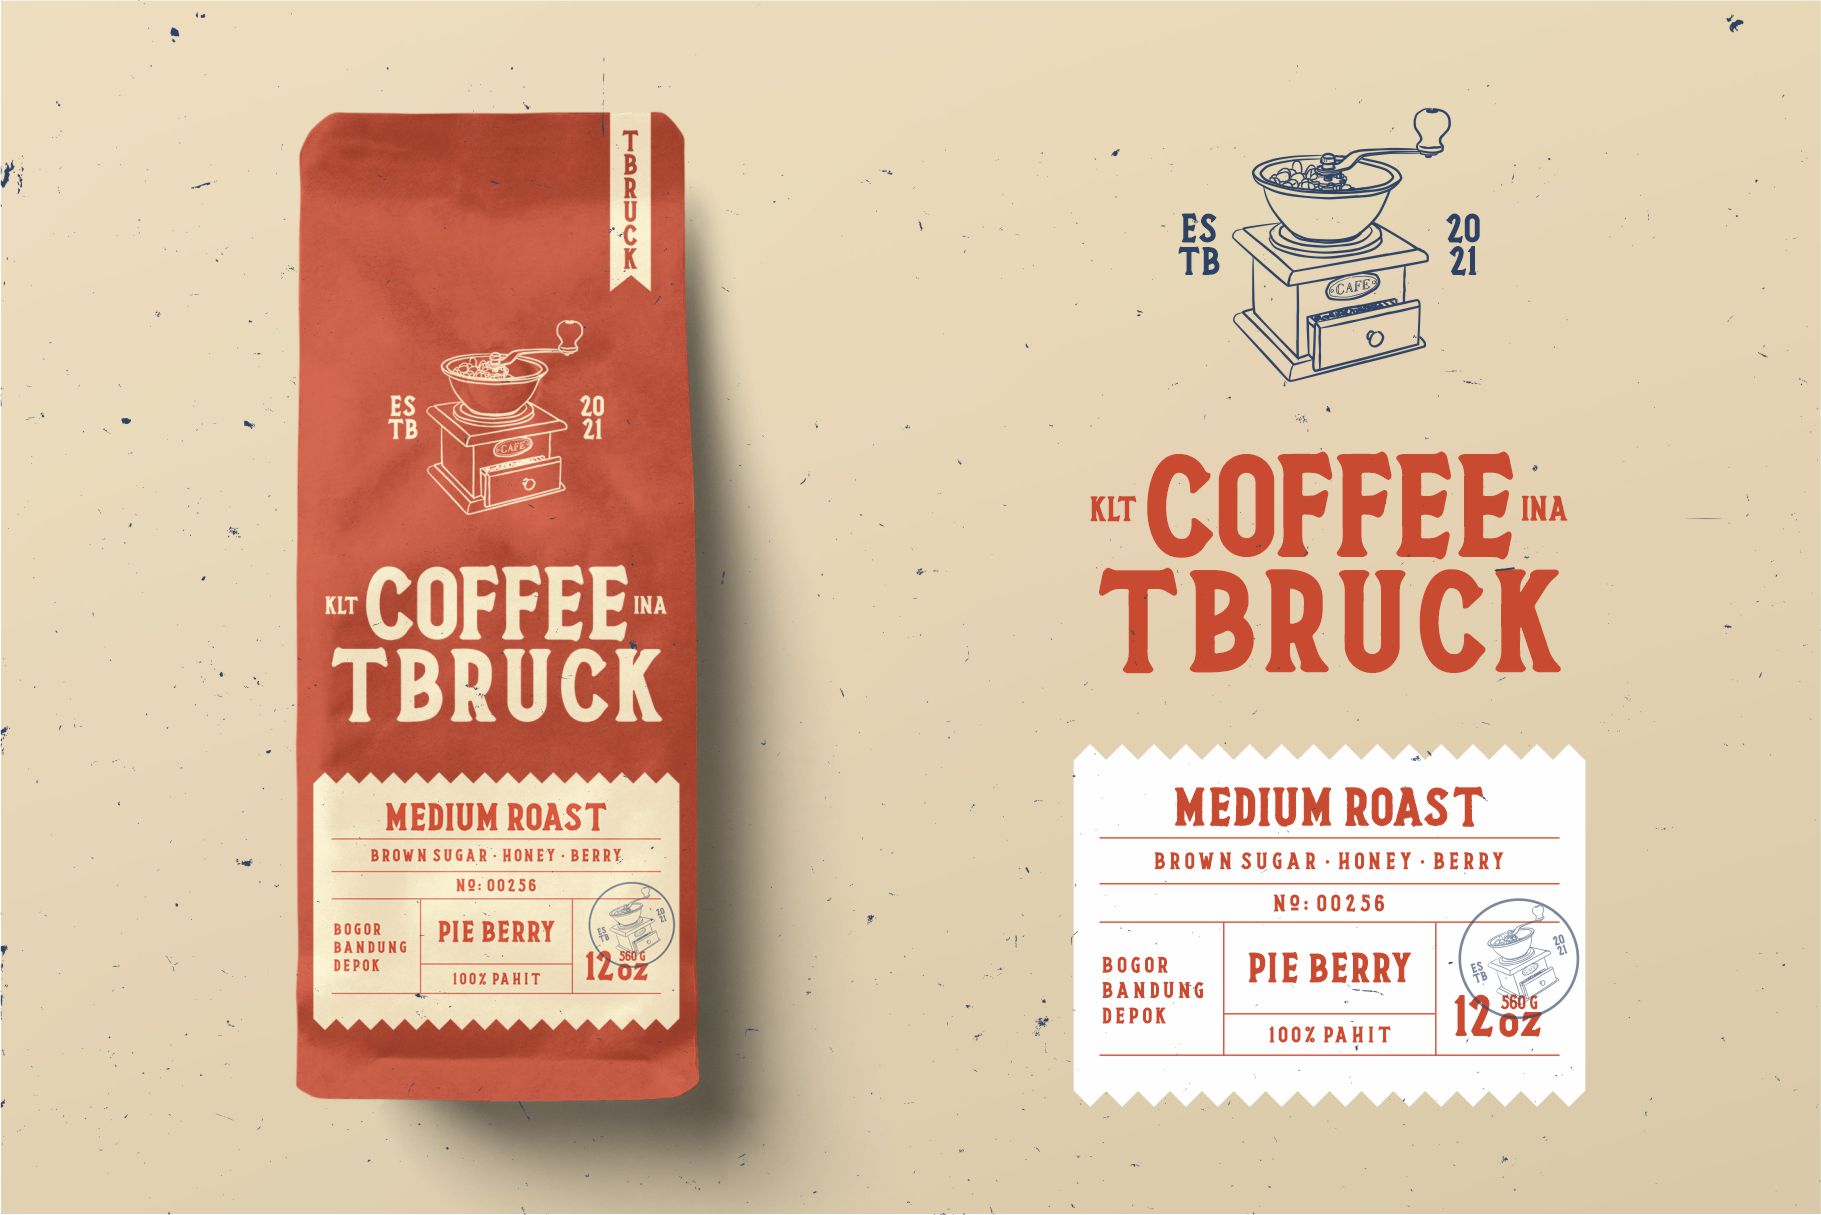 TBRUCK
ES
TB
20
21
CAFE
KLT COFFEE INA
TBRUCK
MEDIUM ROAST
BROWN SUGAR · HONEY · BERRY
Nº: 00256
BOGOR
BANDUNG
DEPOK
PIE BERRY
100% PAHIT
ES
TB
20
21
560 G
12 OZ
ES
TB
20
21
CAFE
KLT COFFEE INA
TBRUCK
MEDIUM ROAST
BROWN SUGAR · HONEY · BERRY
Nº: 00256
BOGOR
BANDUNG
DEPOK
PIE BERRY
100% PAHIT
ES
TB
20
21
560 G
12 OZ